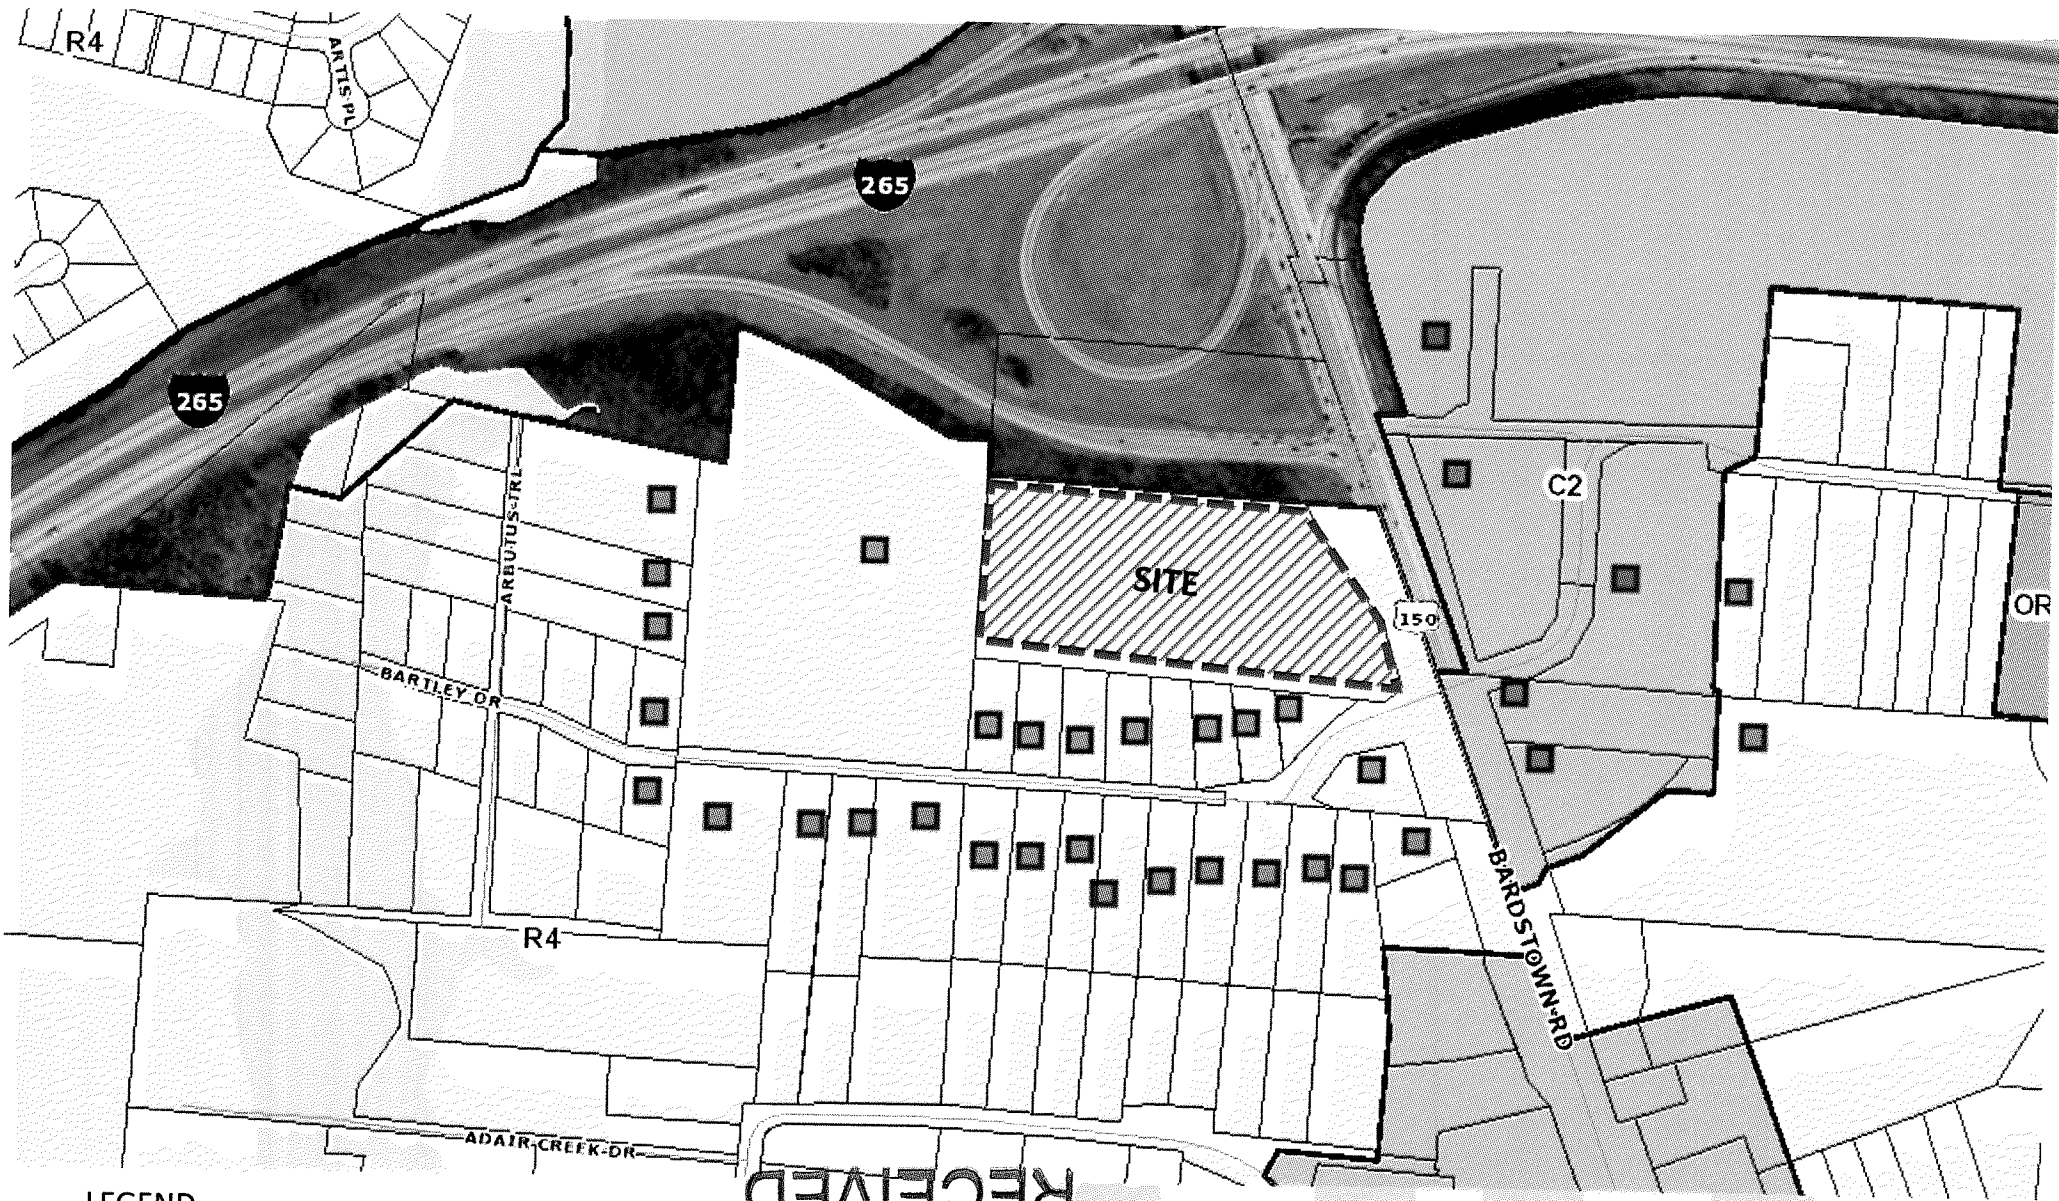 R4
ARTIS PL
265
265
C2
ARBUTUS TRL
SITE
150
OR
BARTLEY DR
BARDSTOWN RD
R4
ADAIR CREEK DR
RECEIVED
LEGEND